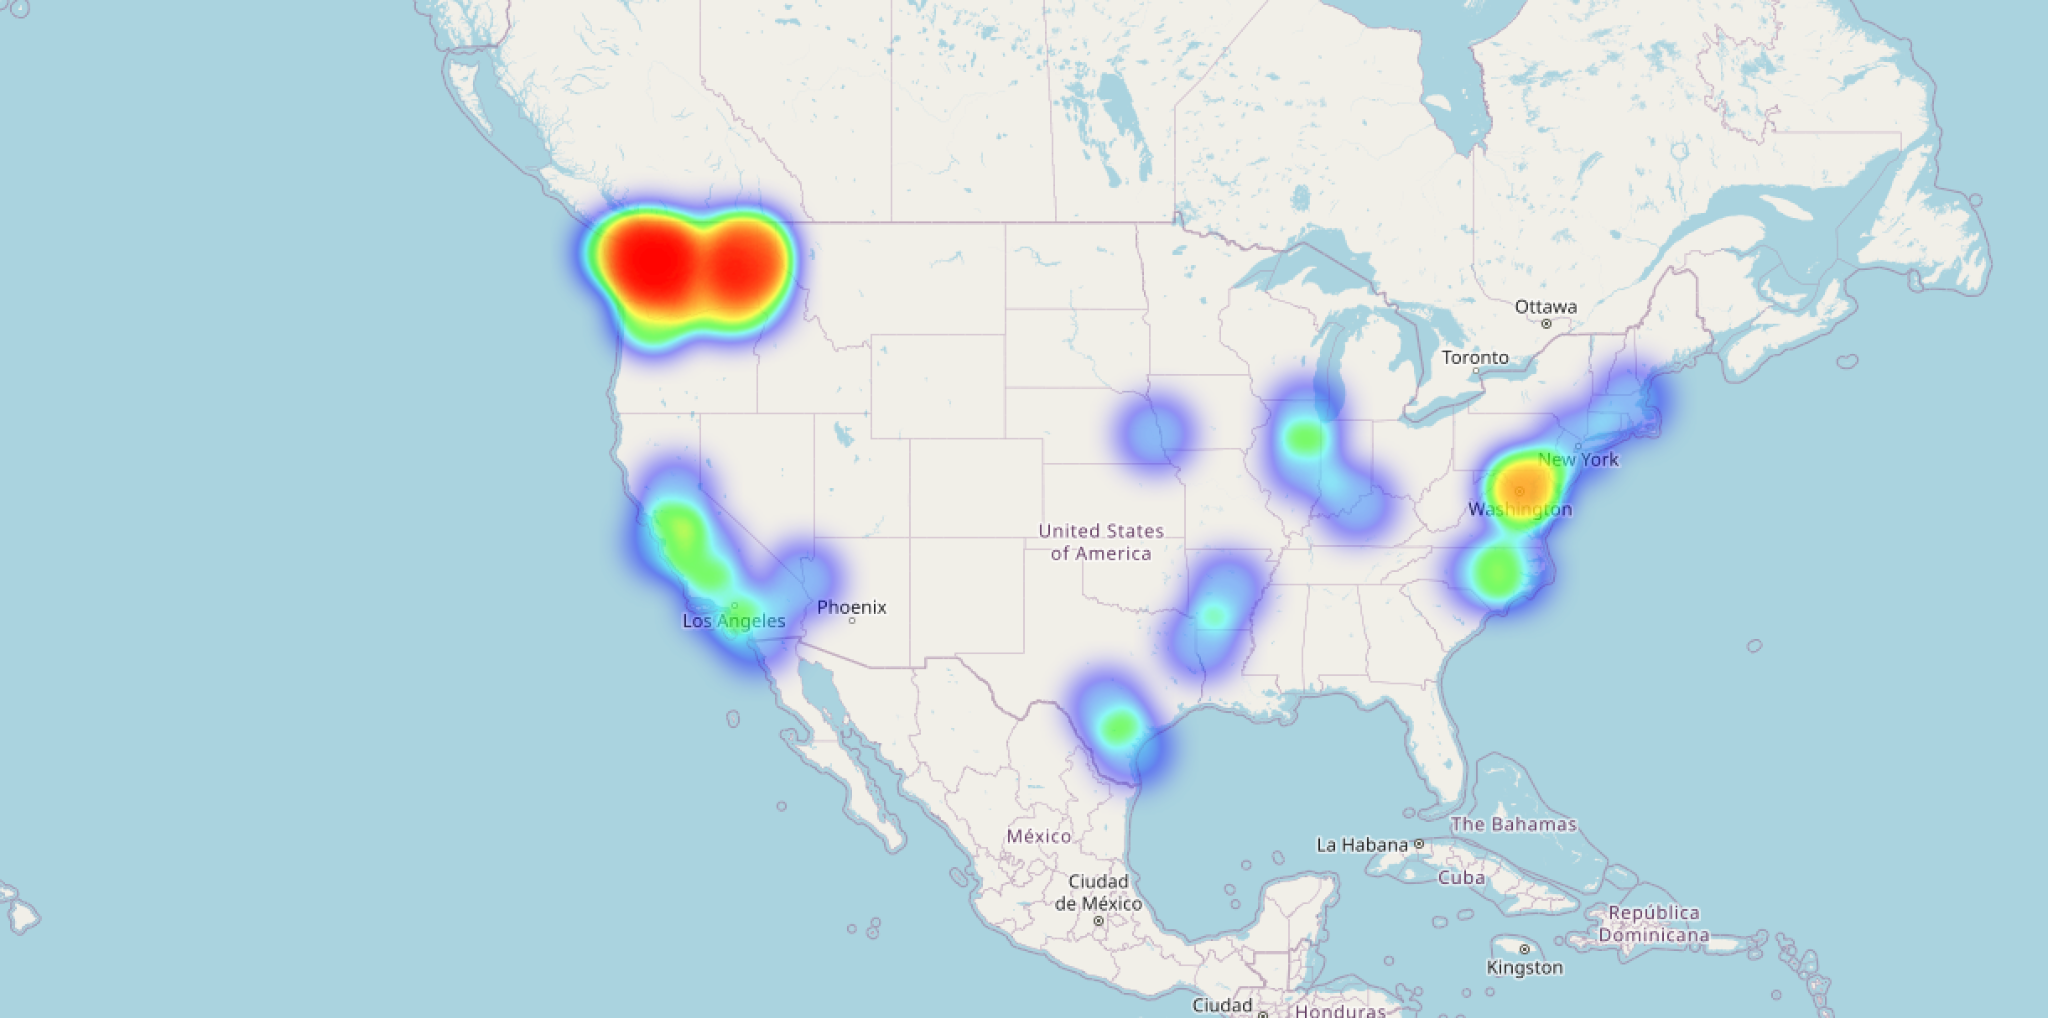 Ottawa
Toronto
New York
Washington
United States
of America
Phoenix
Los Angeles
México
La Habana
The Bahamas
Cuba
Ciudad
de México
República
Dominicana
Kingston
Ciudad
Honduras